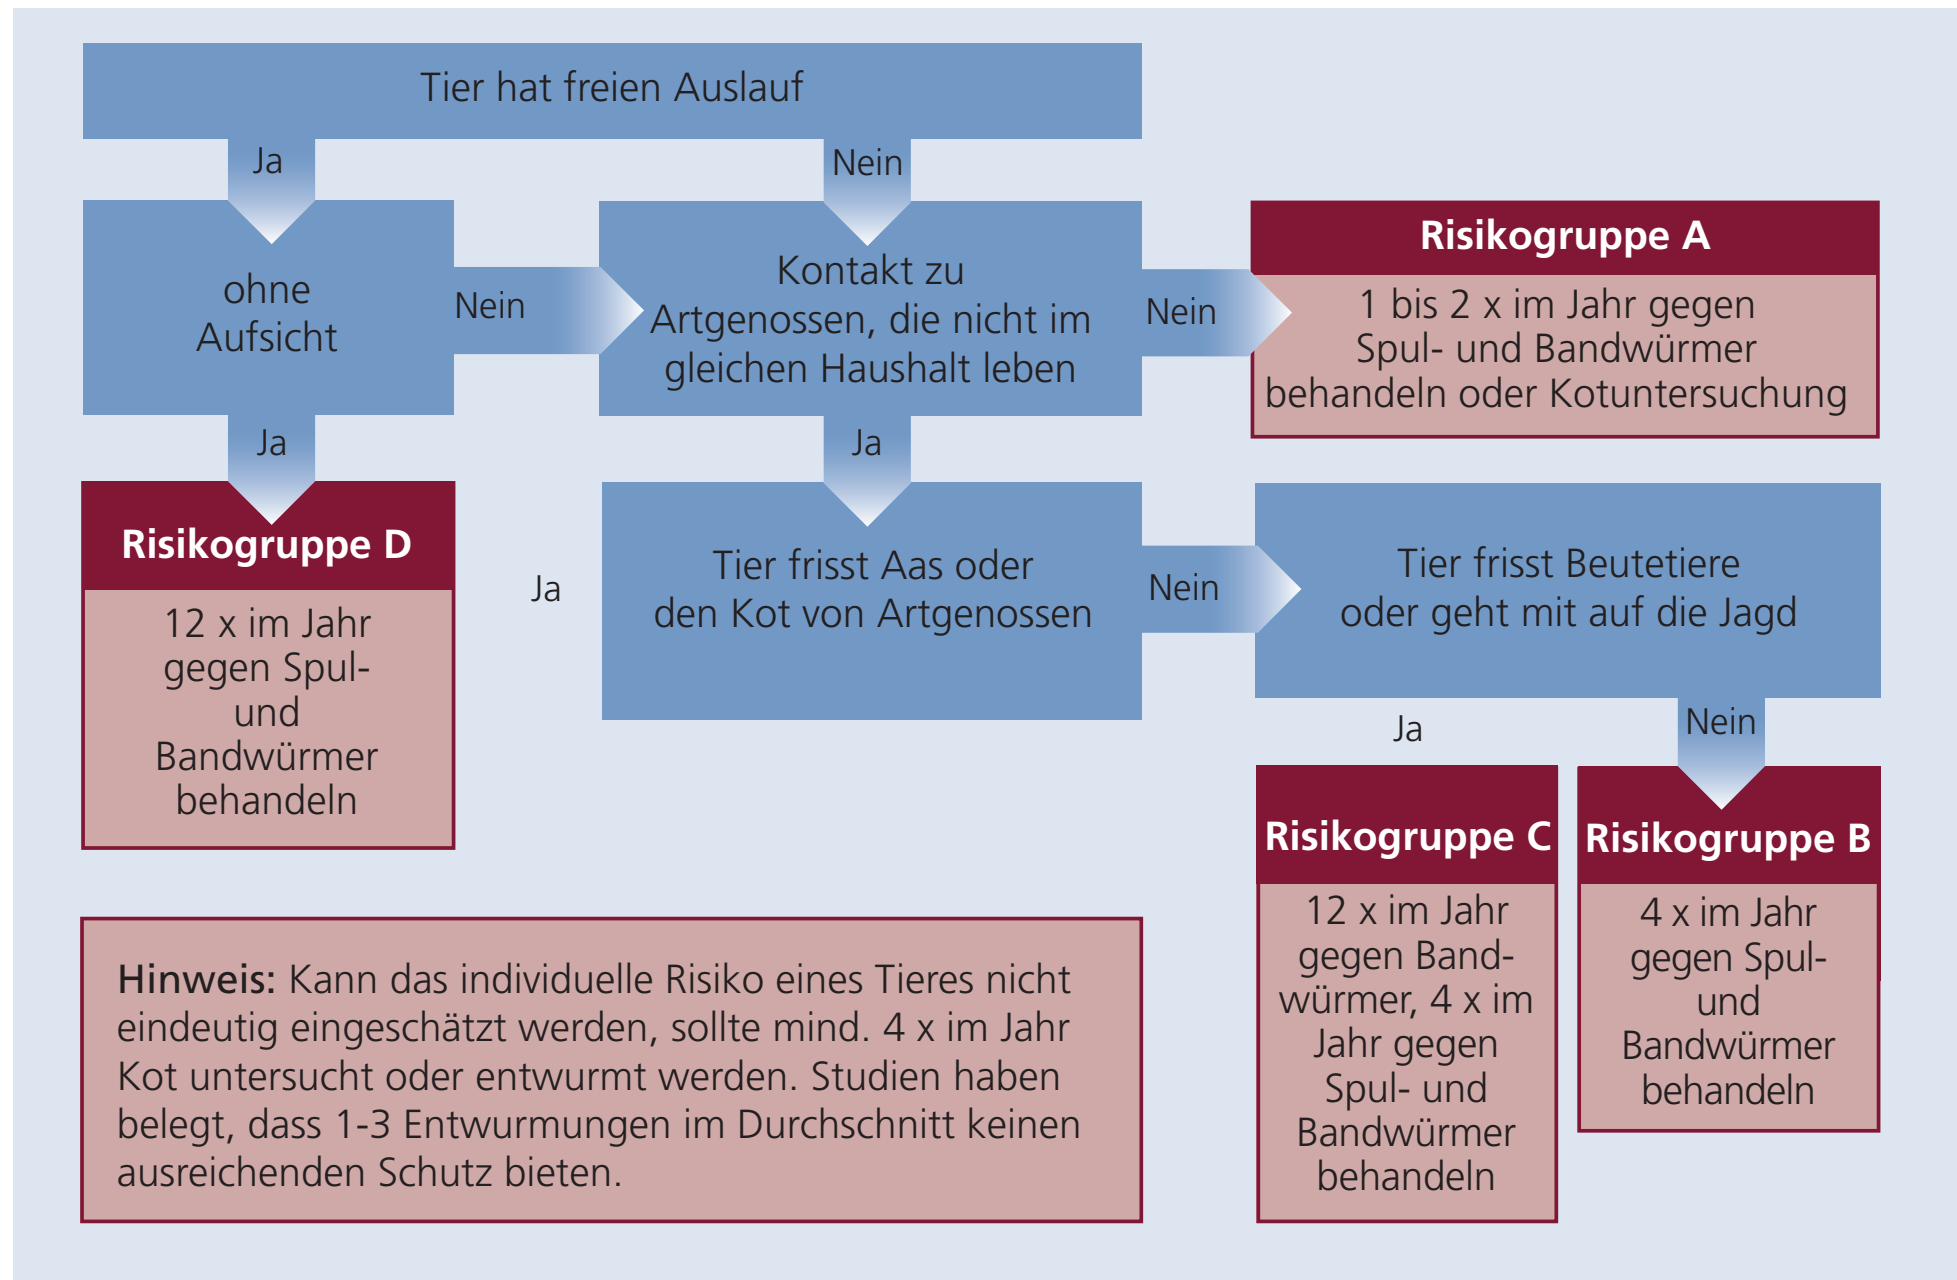 Tier hat freien Auslauf
Ja
Nein
ohne
Aufsicht
Nein
Kontakt zu
Artgenossen, die nicht im
gleichen Haushalt leben
Nein
Risikogruppe A
1 bis 2 x im Jahr gegen
Spul- und Bandwürmer
behandeln oder Kotuntersuchung
Ja
Ja
Risikogruppe D
12 x im Jahr
gegen Spul-
und
Bandwürmer
behandeln
Ja
Tier frisst Aas oder
den Kot von Artgenossen
Nein
Tier frisst Beutetiere
oder geht mit auf die Jagd
Ja
Nein
Risikogruppe C
12 x im Jahr
gegen Band-
würmer, 4 x im
Jahr gegen
Spul- und
Bandwürmer
behandeln
Risikogruppe B
4 x im Jahr
gegen Spul-
und
Bandwürmer
behandeln
Hinweis: Kann das individuelle Risiko eines Tieres nicht
eindeutig eingeschätzt werden, sollte mind. 4 x im Jahr
Kot untersucht oder entwurmt werden. Studien haben
belegt, dass 1-3 Entwurmungen im Durchschnitt keinen
ausreichenden Schutz bieten.